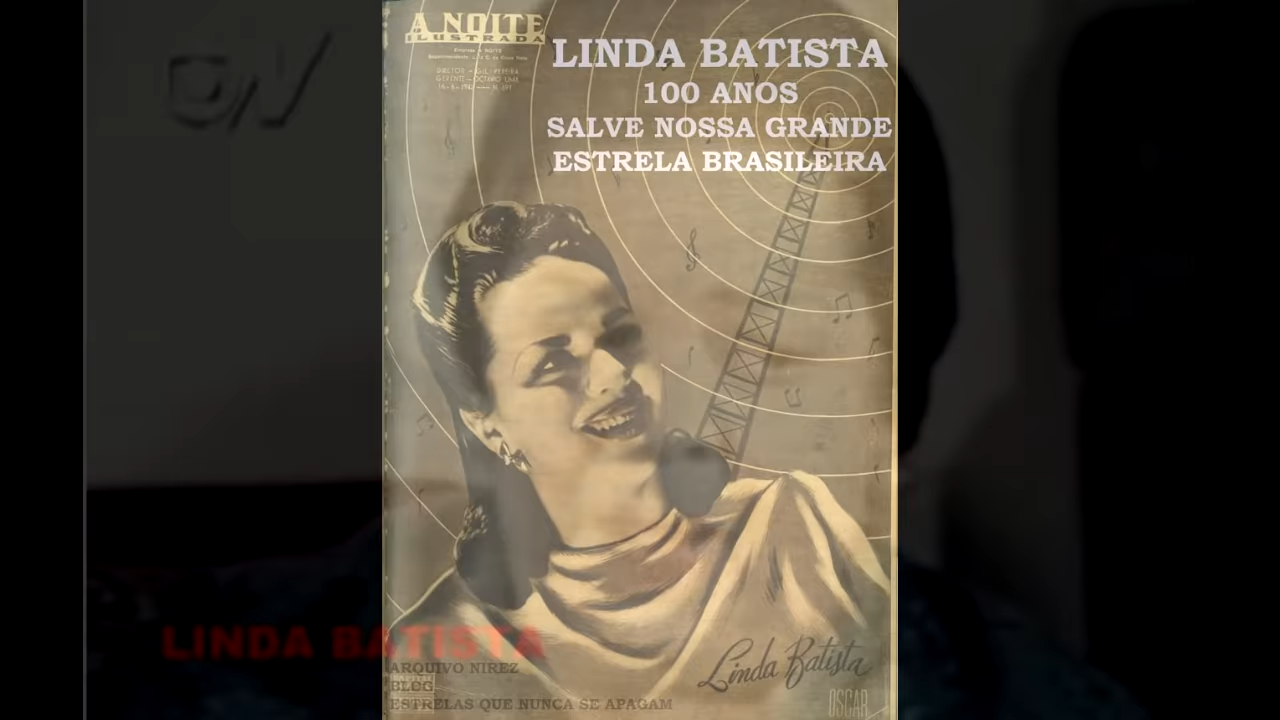 A NOITE
ILUSTRADA
LINDA BATISTA
100 ANOS
SALVE NOSSA GRANDE
ESTRELA BRASILEIRA
LINDA BATISTA
ARQUIVO NIREZ
BLOG
ESTRELAS QUE NUNCA SE APAGAM
Linda Batista
OSCAR